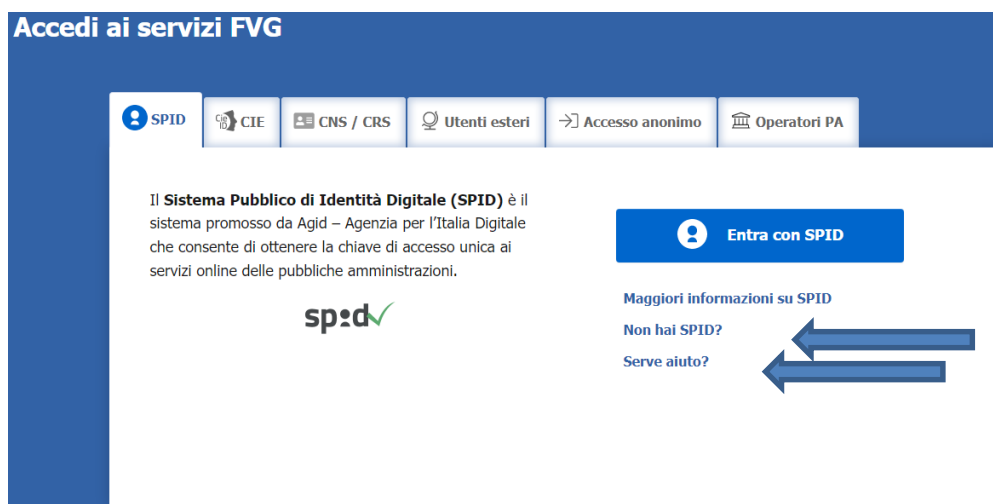 Accedi ai servizi FVG
SPID
CIE
CNS / CRS
Utenti esteri
Accesso anonimo
Operatori PA
Il Sistema Pubblico di Identità Digitale (SPID) è il
sistema promosso da Agid – Agenzia per l'Italia Digitale
che consente di ottenere la chiave di accesso unica ai
servizi online delle pubbliche amministrazioni.
spid
Entra con SPID
Maggiori informazioni su SPID
Non hai SPID?
Serve aiuto?